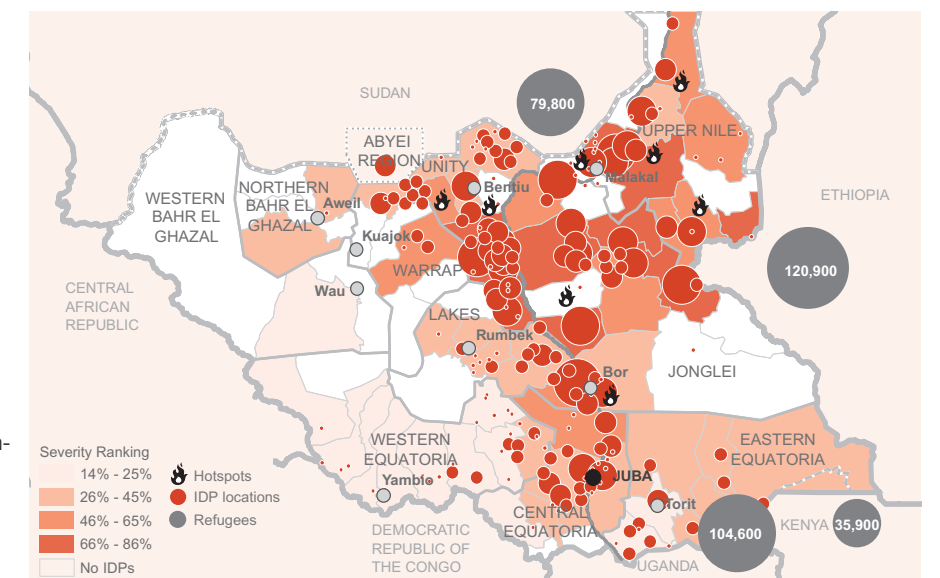 SUDAN
79,800
ABYEI
REGION
UPPER NILE
UNITY
Malakal
NORTHERN
BAHR EL
GHAZAL
Bentiu
Aweil
WESTERN
BAHR EL
GHAZAL
ETHIOPIA
Kuajok
120,900
WARRAP
CENTRAL
AFRICAN
REPUBLIC
Wau
LAKES
Rumbek
Bor
JONGLEI
WESTERN
EQUATORIA
EASTERN
EQUATORIA
Yambio
JUBA
Torit
CENTRAL
EQUATORIA
DEMOCRATIC
REPUBLIC OF
THE CONGO
104,600
KENYA
35,900
UGANDA
-
Severity Ranking
14% - 25%
26% - 45%
46% - 65%
66% - 86%
No IDPs
Hotspots
IDP locations
Refugees